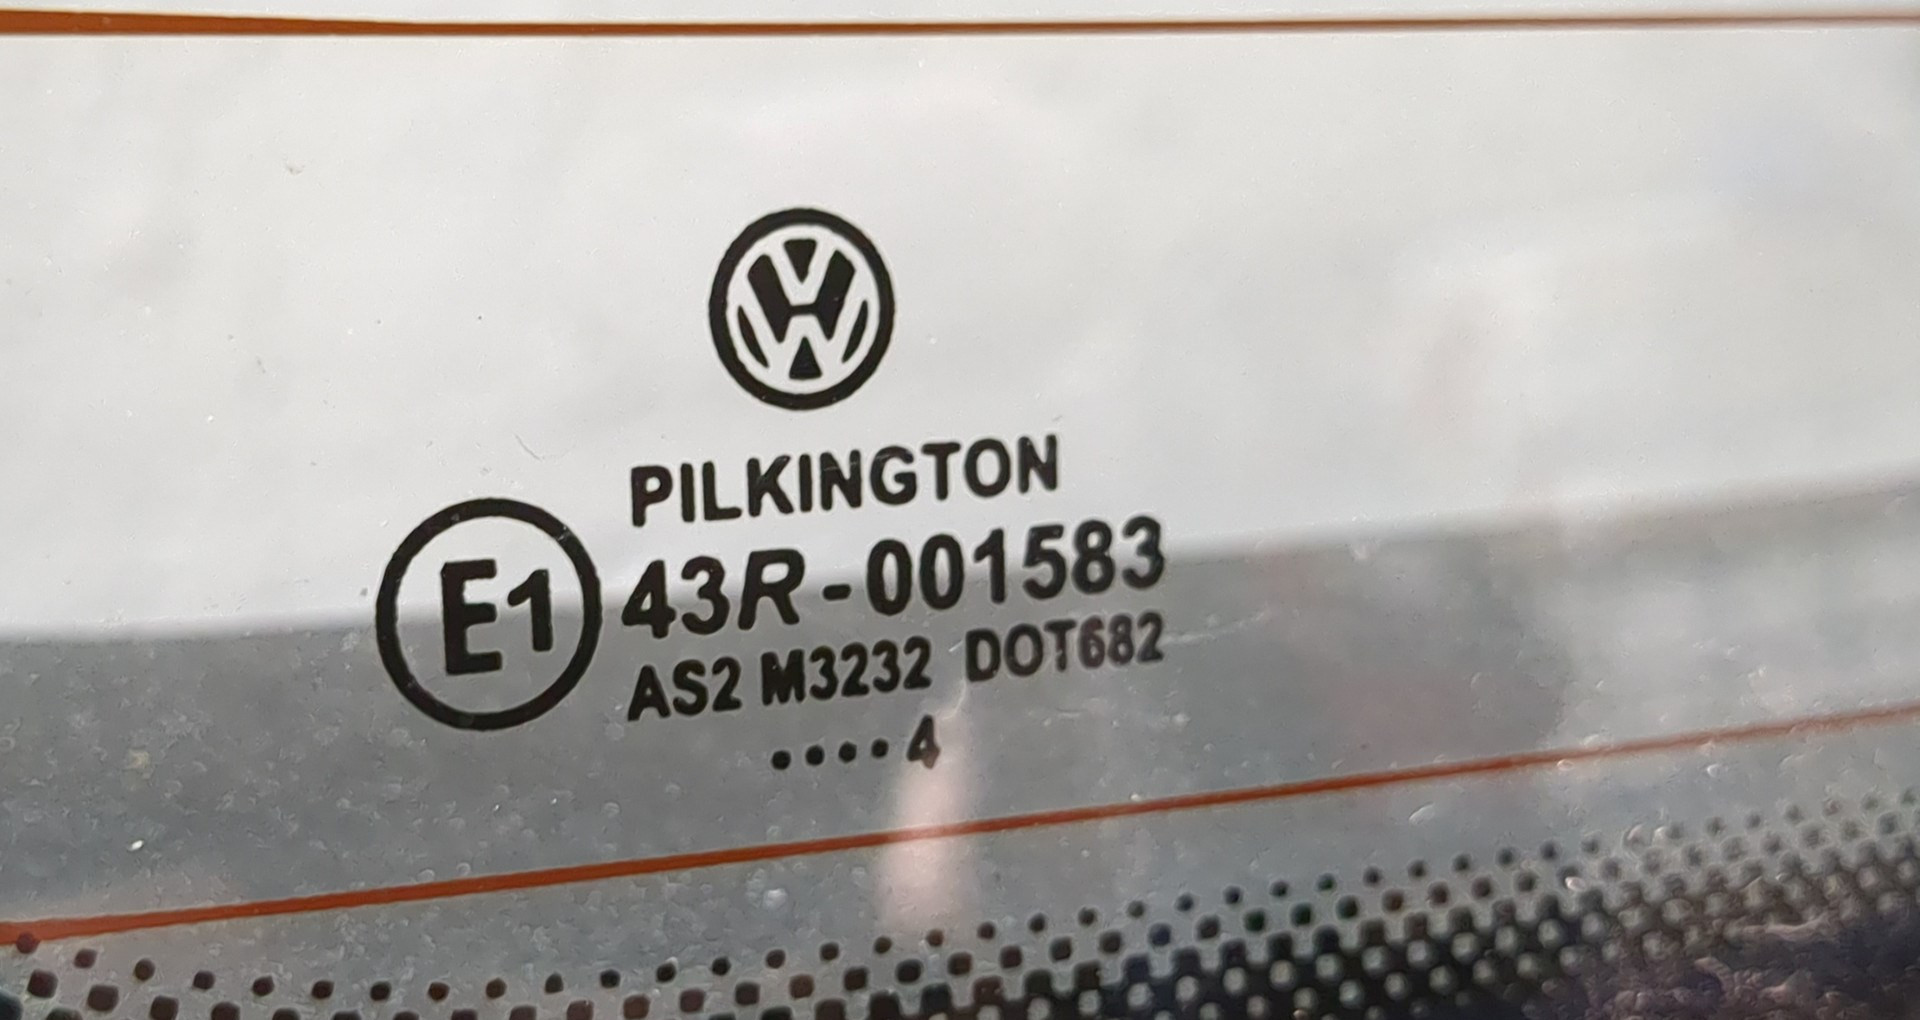 PILKINGTON
E1 43R-001583
AS2 M3232 DOT682
····4